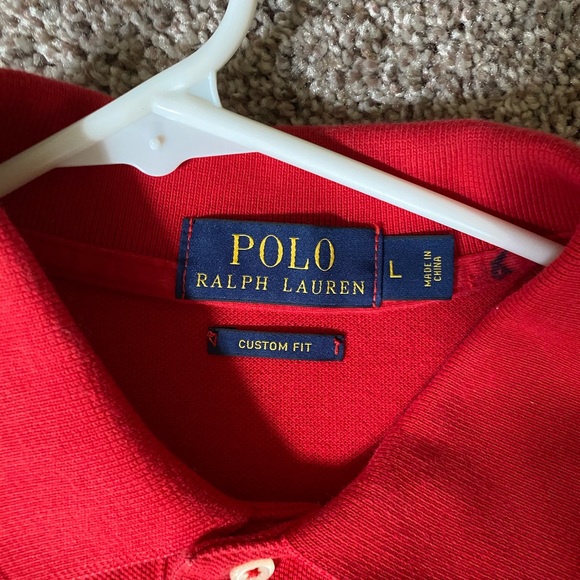 POLO
RALPH LAUREN
L
MADE IN
CHINA
CUSTOM FIT